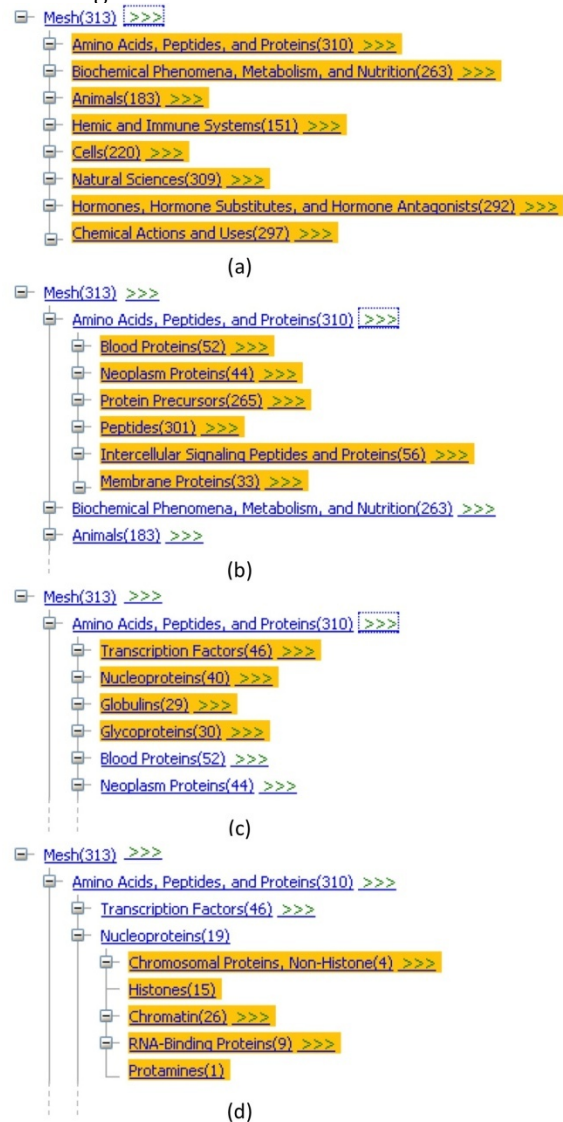 Mesh(313) >>>
Amino Acids, Peptides, and Proteins(310) >>>
Biochemical Phenomena, Metabolism, and Nutrition(263) >>>
Animals(183) >>>
Hemic and Immune Systems(151) >>>
Cells(220) >>>
Natural Sciences(309) >>>
Hormones, Hormone Substitutes, and Hormone Antagonists(292) >>>
Chemical Actions and Uses(297) >>>
(a)
Mesh(313) >>>
Amino Acids, Peptides, and Proteins(310) >>>
Blood Proteins(52) >>>
Neoplasm Proteins(44) >>>
Protein Precursors(265) >>>
Peptides(301) >>>
Intercellular Signaling Peptides and Proteins(56) >>>
Membrane Proteins(33) >>>
Biochemical Phenomena, Metabolism, and Nutrition(263) >>>
Animals(183) >>>
(b)
Mesh(313) >>>
Amino Acids, Peptides, and Proteins(310) >>>
Transcription Factors(46) >>>
Nucleoproteins(40) >>>
Globulins(29) >>>
Glycoproteins(30) >>>
Blood Proteins(52) >>>
Neoplasm Proteins(44) >>>
(c)
Mesh(313) >>>
Amino Acids, Peptides, and Proteins(310) >>>
Transcription Factors(46) >>>
Nucleoproteins(19)
Chromosomal Proteins, Non-Histone(4) >>>
Histones(15)
Chromatin(26) >>>
RNA-Binding Proteins(9) >>>
Protamines(1)
(d)